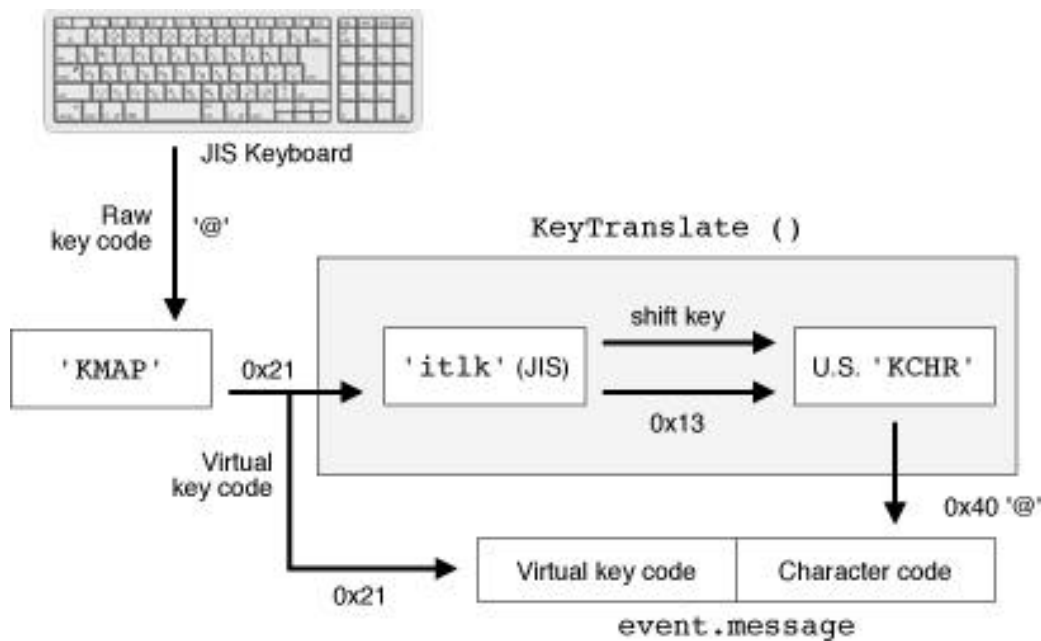 JIS Keyboard
Raw
key code
'@'
KeyTranslate ()
'KMAP'
0x21
'itlk' (JIS)
shift key
0x13
U.S. 'KCHR'
Virtual
key code
0x40 '@'
0x21
Virtual key code
Character code
event.message